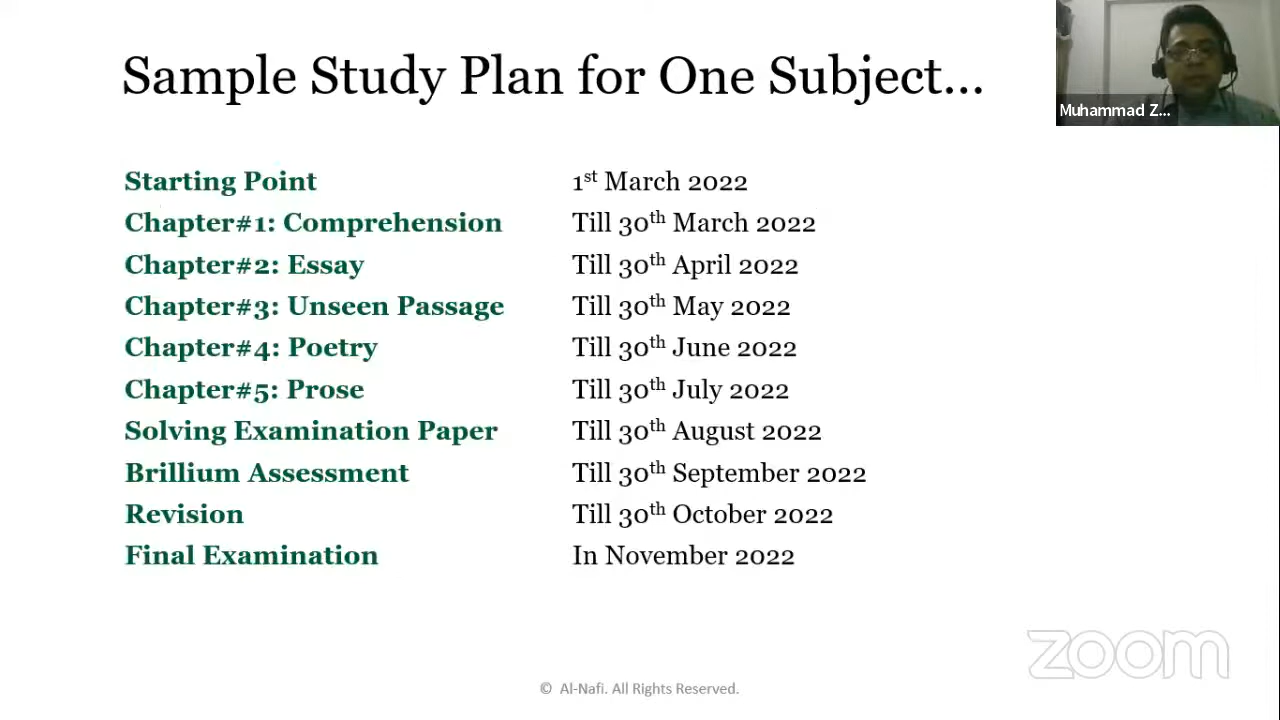 Sample Study Plan for One Subject...
Muhammad Z...
Starting Point 1st March 2022
Chapter#1: Comprehension Till 30th March 2022
Chapter#2: Essay Till 30th April 2022
Chapter#3: Unseen Passage Till 30th May 2022
Chapter#4: Poetry Till 30th June 2022
Chapter#5: Prose Till 30th July 2022
Solving Examination Paper Till 30th August 2022
Brillium Assessment Till 30th September 2022
Revision Till 30th October 2022
Final Examination In November 2022
zoom
© Al-Nafi. All Rights Reserved.